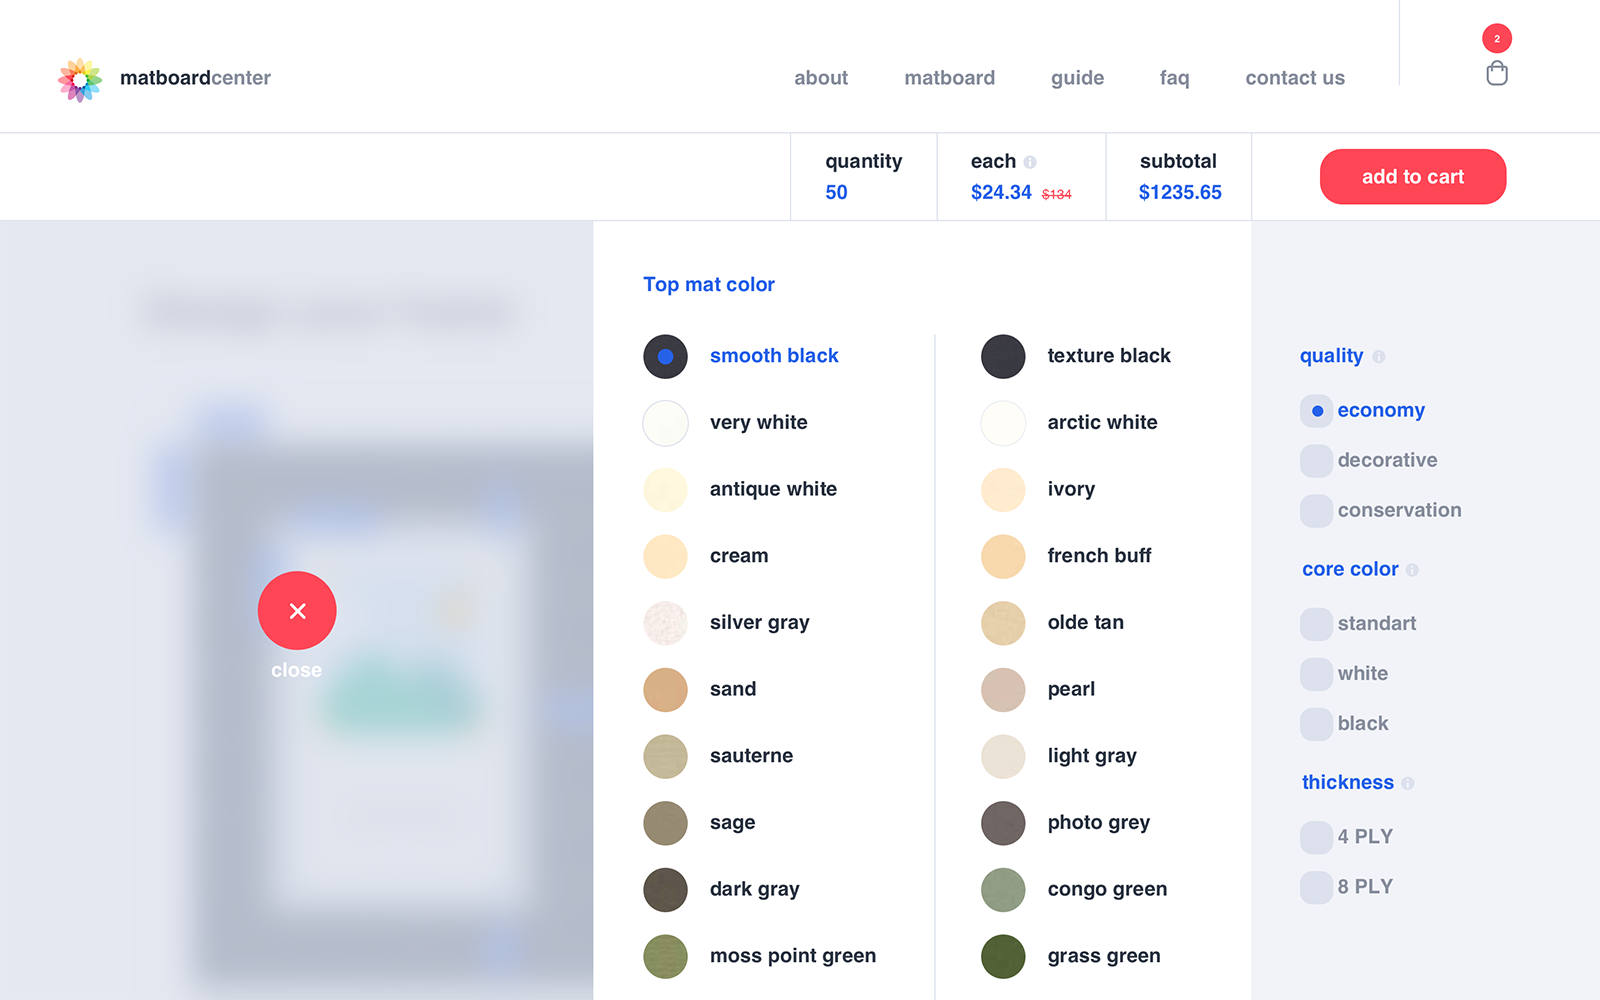 matboardcenter
about
matboard
guide
faq
contact us
2
quantity
50
each
$24.34 $134
subtotal
$1235.65
add to cart
close
Top mat color
smooth black
very white
antique white
cream
silver gray
sand
sauterne
sage
dark gray
moss point green
texture black
arctic white
ivory
french buff
olde tan
pearl
light gray
photo grey
congo green
grass green
quality
economy
decorative
conservation
core color
standart
white
black
thickness
4 PLY
8 PLY